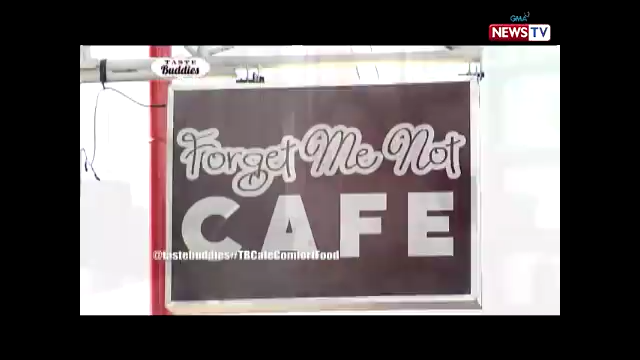 GMA
NEWS TV
TASTE
Buddies
Forget Me Not
CAFE
@tastebuddies#TBCafeComfortFood